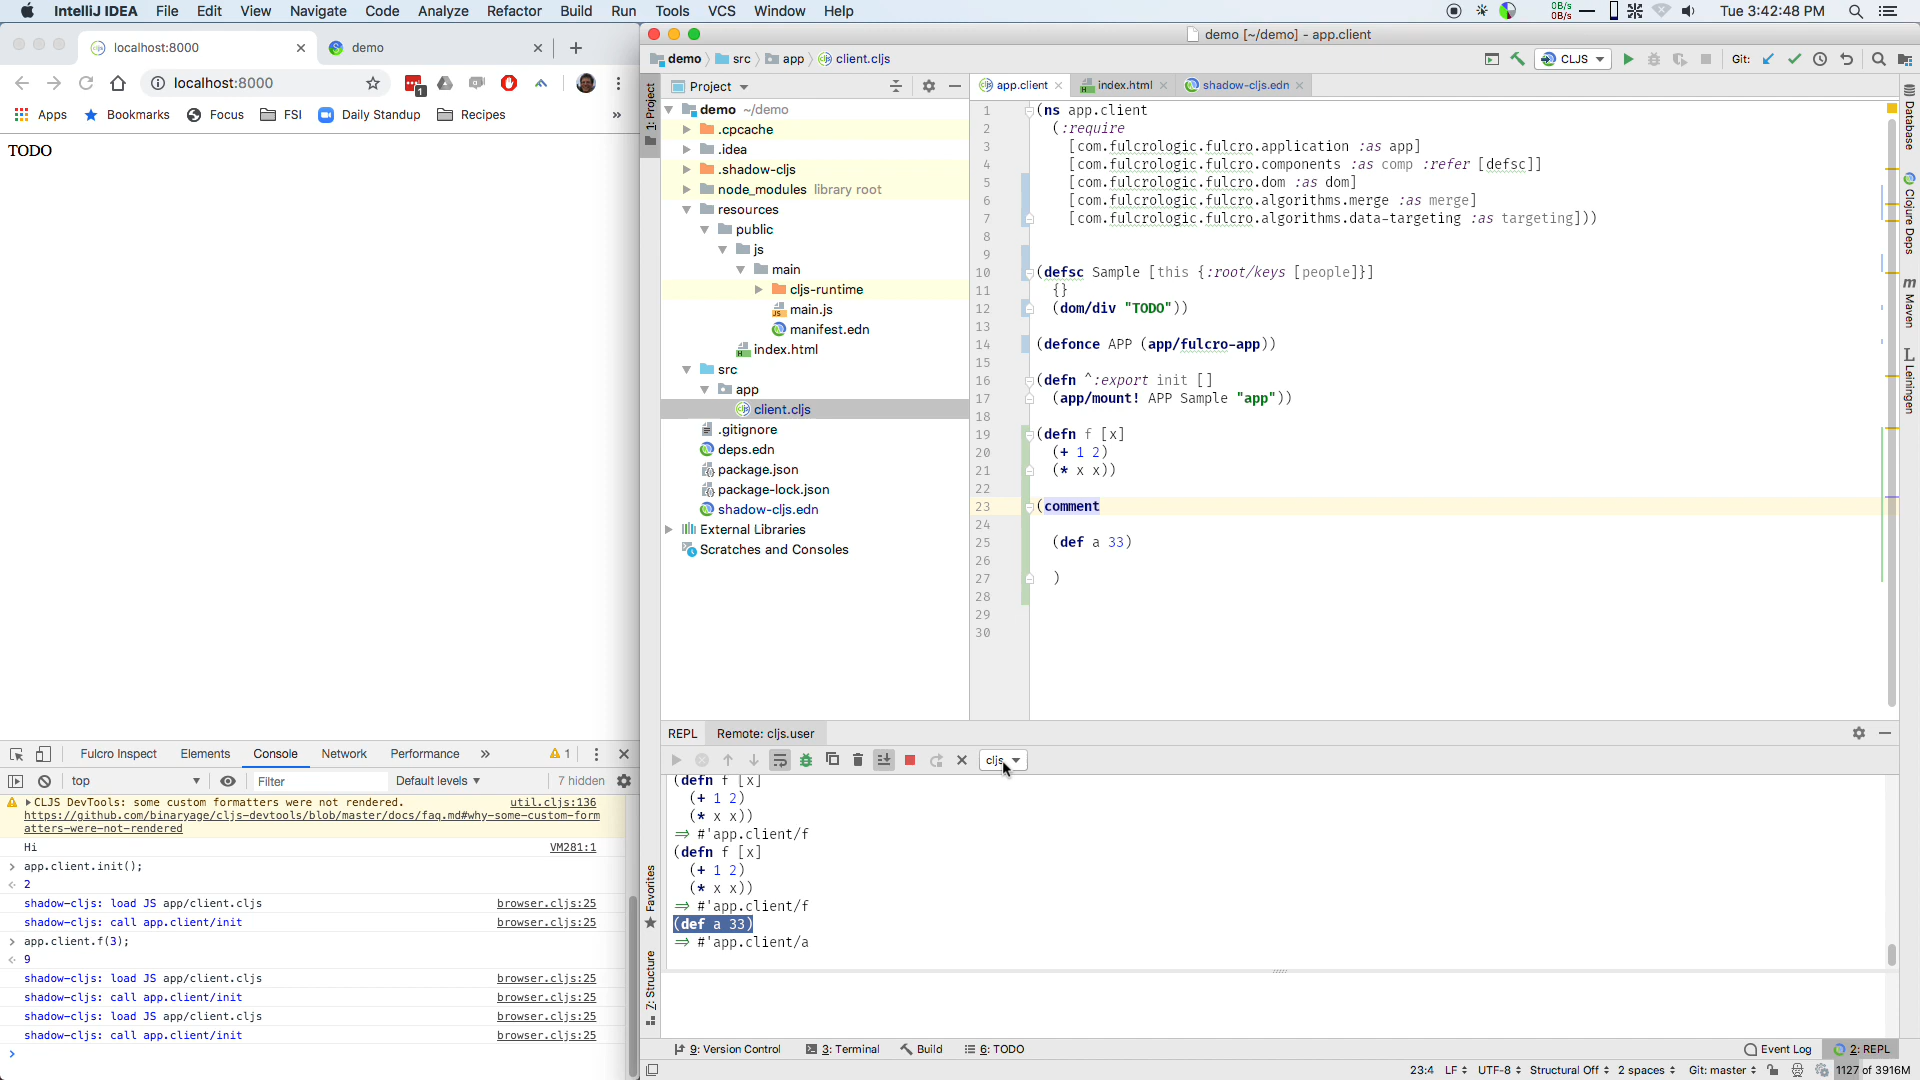 IntelliJ IDEA File Edit View Navigate Code Analyze Refactor Build Run Tools VCS Window Help
0B/s
0B/s
Tue 3:42:48 PM
localhost:8000
demo
localhost:8000
1
Apps Bookmarks Focus FSI Daily Standup Recipes »
TODO
Fulcro Inspect Elements Console Network Performance » 1
top Filter Default levels 7 hidden
CLJS DevTools: some custom formatters were not rendered. util.cljs:136
https://github.com/binaryage/cljs-devtools/blob/master/docs/faq.md#why-some-custom-form
atters-were-not-rendered
Hi VM281:1
> app.client.init();
2
shadow-cljs: load JS app/client.cljs browser.cljs:25
shadow-cljs: call app.client/init browser.cljs:25
> app.client.f(3);
9
shadow-cljs: load JS app/client.cljs browser.cljs:25
shadow-cljs: call app.client/init browser.cljs:25
shadow-cljs: load JS app/client.cljs browser.cljs:25
shadow-cljs: call app.client/init browser.cljs:25
>
demo [~/demo] - app.client
demo src app client.cljs
CLJS
Git:
1: Project
Project
demo ~/demo
.cpcache
.idea
.shadow-cljs
node_modules library root
resources
public
js
main
cljs-runtime
main.js
manifest.edn
index.html
src
app
client.cljs
.gitignore
deps.edn
package.json
package-lock.json
shadow-cljs.edn
External Libraries
Scratches and Consoles
app.client index.html shadow-cljs.edn
1 (ns app.client
2 (:require
3 [com.fulcrologic.fulcro.application :as app]
4 [com.fulcrologic.fulcro.components :as comp :refer [defsc]]
5 [com.fulcrologic.fulcro.dom :as dom]
6 [com.fulcrologic.fulcro.algorithms.merge :as merge]
7 [com.fulcrologic.fulcro.algorithms.data-targeting :as targeting]))
8
9
10 (defsc Sample [this {:root/keys [people]}]
11 {}
12 (dom/div "TODO"))
13
14 (defonce APP (app/fulcro-app))
15
16 (defn ^:export init []
17 (app/mount! APP Sample "app"))
18
19 (defn f [x]
20 (+ 1 2)
21 (* x x))
22
23 (comment
24
25 (def a 33)
26
27 )
28
29
30
Database
Clojure Deps
Maven
Leiningen
REPL Remote: cljs.user
cljs
(defn f [x]
(+ 1 2)
(* x x))
=> #'app.client/f
(defn f [x]
(+ 1 2)
(* x x))
=> #'app.client/f
(def a 33)
=> #'app.client/a
Favorites
Z: Structure
9: Version Control 3: Terminal Build 6: TODO Event Log 2: REPL
23:4 LF UTF-8 Structural Off 2 spaces Git: master 1127 of 3916M